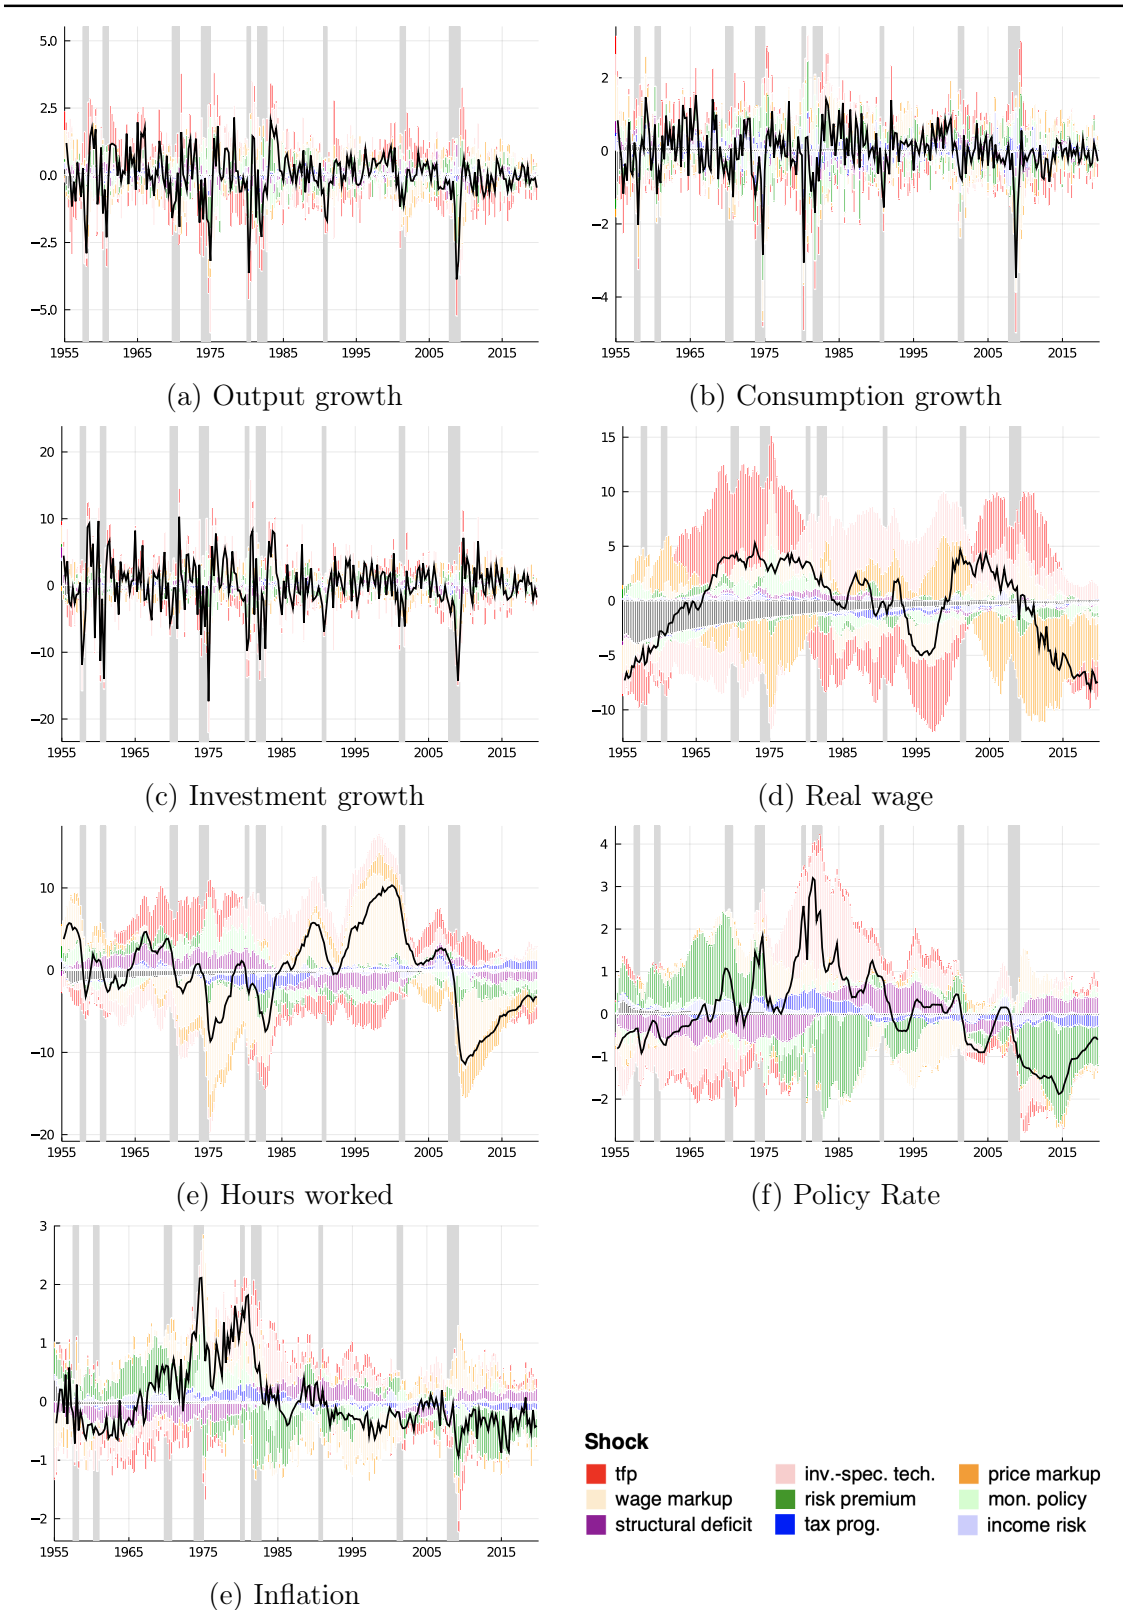 5.0
2.5
0.0
−2.5
−5.0
1955 1965 1975 1985 1995 2005 2015
(a) Output growth
2
0
−2
−4
1955 1965 1975 1985 1995 2005 2015
(b) Consumption growth
20
10
0
−10
−20
1955 1965 1975 1985 1995 2005 2015
(c) Investment growth
15
10
5
0
−5
−10
1955 1965 1975 1985 1995 2005 2015
(d) Real wage
10
0
−10
−20
1955 1965 1975 1985 1995 2005 2015
(e) Hours worked
4
3
2
1
0
−1
−2
1955 1965 1975 1985 1995 2005 2015
(f) Policy Rate
3
2
1
0
−1
−2
1955 1965 1975 1985 1995 2005 2015
(e) Inflation
Shock
tfp inv.-spec. tech. price markup
wage markup risk premium mon. policy
structural deficit tax prog. income risk